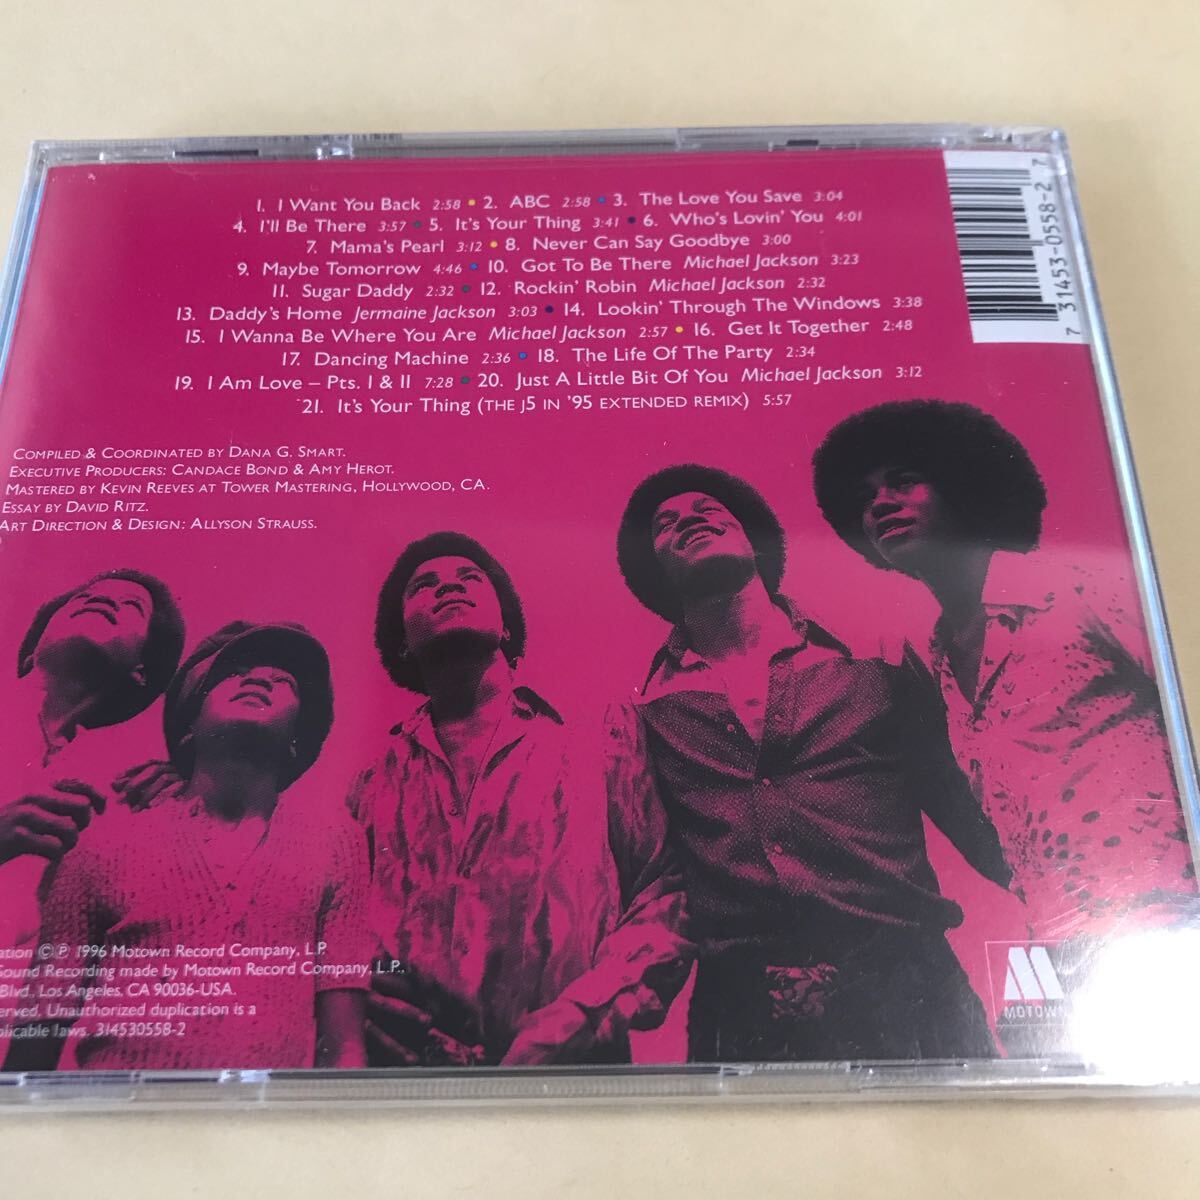 1. I Want You Back 2:58 • 2. ABC 2:58 • 3. The Love You Save 3:04
4. I'll Be There 3:57 • 5. It's Your Thing 3:41 • 6. Who's Lovin' You 4:01
7. Mama's Pearl 3:12 • 8. Never Can Say Goodbye 3:00
9. Maybe Tomorrow 4:46 • 10. Got To Be There Michael Jackson 3:23
11. Sugar Daddy 2:32 • 12. Rockin' Robin Michael Jackson 2:32
13. Daddy's Home Jermaine Jackson 3:03 • 14. Lookin' Through The Windows 3:38
15. I Wanna Be Where You Are Michael Jackson 2:57 • 16. Get It Together 2:48
17. Dancing Machine 2:36 • 18. The Life Of The Party 2:34
19. I Am Love – Pts. I & II 7:28 • 20. Just A Little Bit Of You Michael Jackson 3:12
21. It's Your Thing (THE J5 IN '95 EXTENDED REMIX) 5:57
7 31453-0558-2 7
COMPILED & COORDINATED BY DANA G. SMART.
EXECUTIVE PRODUCERS: CANDACE BOND & AMY HEROT.
MASTERED BY KEVIN REEVES AT TOWER MASTERING, HOLLYWOOD, CA.
ESSAY BY DAVID RITZ.
ART DIRECTION & DESIGN: ALLYSON STRAUSS.
ation © ℗ 1996 Motown Record Company, L.P.
Sound Recording made by Motown Record Company, L.P.,
Blvd., Los Angeles, CA 90036-USA.
erved. Unauthorized duplication is a
plicable laws. 314530558-2
M
MOTOWN